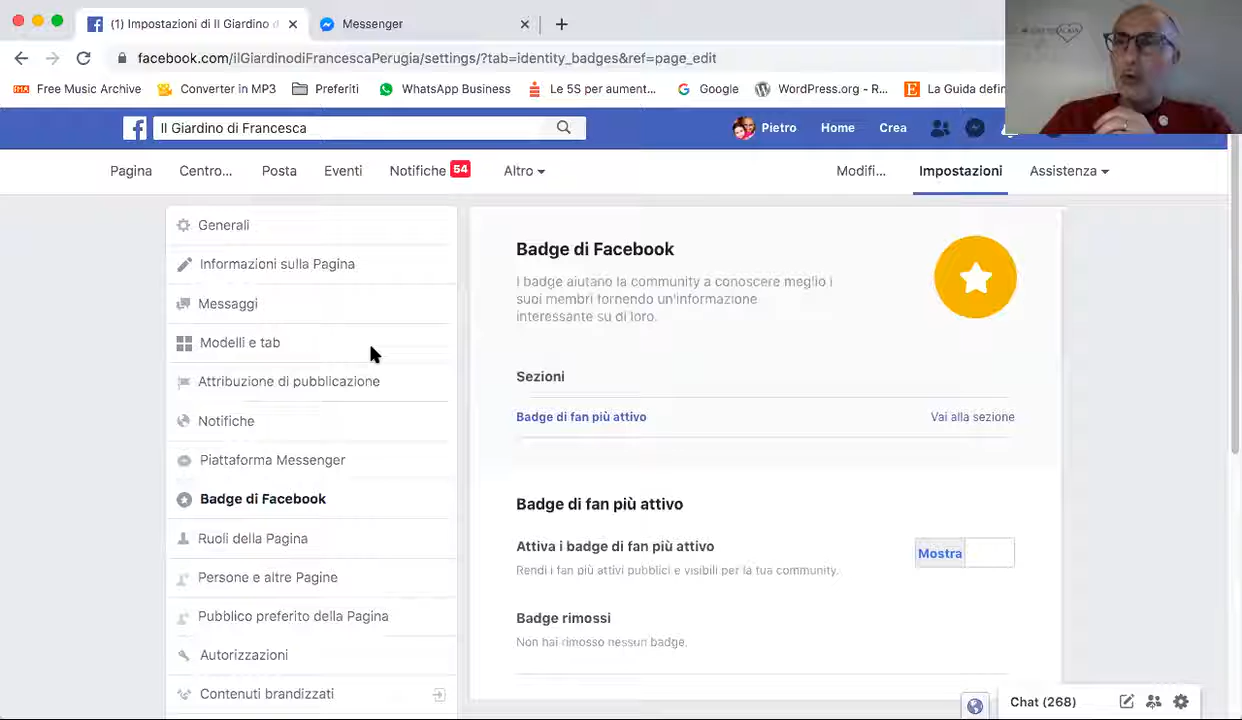 (1) Impostazioni di Il Giardino d
Messenger
facebook.com/ilGiardinodiFrancescaPerugia/settings/?tab=identity_badges&ref=page_edit
Free Music Archive
Converter in MP3
Preferiti
WhatsApp Business
Le 5S per aument...
Google
WordPress.org - R...
La Guida defin
Il Giardino di Francesca
Pietro
Home
Crea
Pagina
Centro...
Posta
Eventi
Notifiche 54
Altro
Modifi...
Impostazioni
Assistenza
Generali
Informazioni sulla Pagina
Messaggi
Modelli e tab
Attribuzione di pubblicazione
Notifiche
Piattaforma Messenger
Badge di Facebook
Ruoli della Pagina
Persone e altre Pagine
Pubblico preferito della Pagina
Autorizzazioni
Contenuti brandizzati
Badge di Facebook
I badge aiutano la community a conoscere meglio i
suoi membri fornendo un'informazione
interessante su di loro.
Sezioni
Badge di fan più attivo
Vai alla sezione
Badge di fan più attivo
Attiva i badge di fan più attivo
Mostra
Rendi i fan più attivi pubblici e visibili per la tua community.
Badge rimossi
Non hai rimosso nessun badge.
Chat (268)